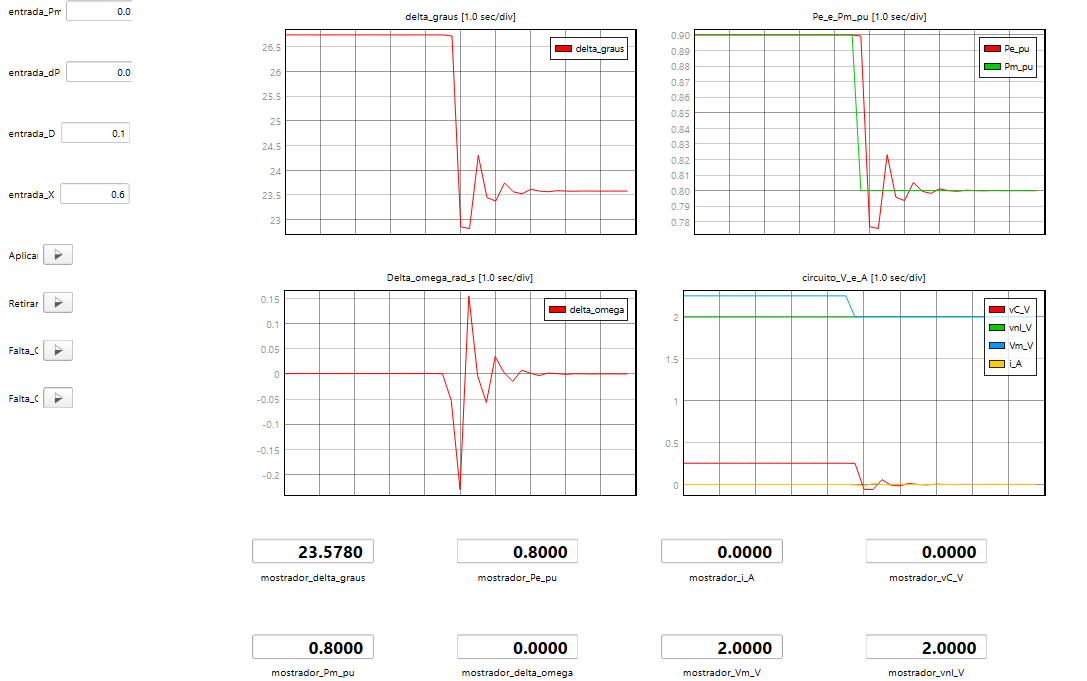 entrada_Pm 0.0
entrada_dP 0.0
entrada_D 0.1
entrada_X 0.6
Aplicar
Retirar
Falta_C
Falta_C
delta_graus [1.0 sec/div]
delta_graus
26.5
26
25.5
25
24.5
24
23.5
23
Pe_e_Pm_pu [1.0 sec/div]
Pe_pu
Pm_pu
0.90
0.89
0.88
0.87
0.86
0.85
0.84
0.83
0.82
0.81
0.80
0.79
0.78
Delta_omega_rad_s [1.0 sec/div]
delta_omega
0.15
0.1
0.05
0
-0.05
-0.1
-0.15
-0.2
circuito_V_e_A [1.0 sec/div]
vC_V
vnl_V
Vm_V
i_A
2
1.5
1
0.5
0
23.5780
mostrador_delta_graus
0.8000
mostrador_Pe_pu
0.0000
mostrador_i_A
0.0000
mostrador_vC_V
0.8000
mostrador_Pm_pu
0.0000
mostrador_delta_omega
2.0000
mostrador_Vm_V
2.0000
mostrador_vnl_V